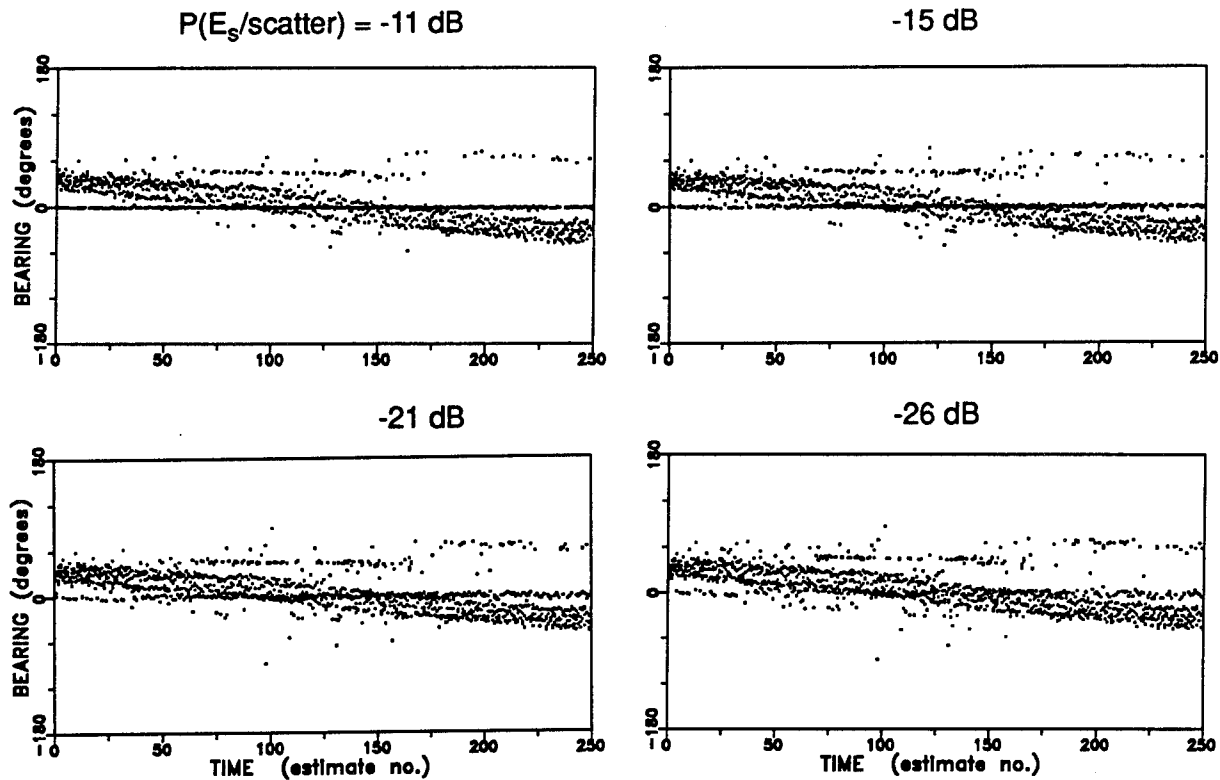 P(Es/scatter) = -11 dB
-15 dB
180
0
-180
BEARING (degrees)
0 50 100 150 200 250
180
0
-180
0 50 100 150 200 250
-21 dB
-26 dB
180
0
-180
BEARING (degrees)
0 50 100 150 200 250
TIME (estimate no.)
180
0
-180
0 50 100 150 200 250
TIME (estimate no.)